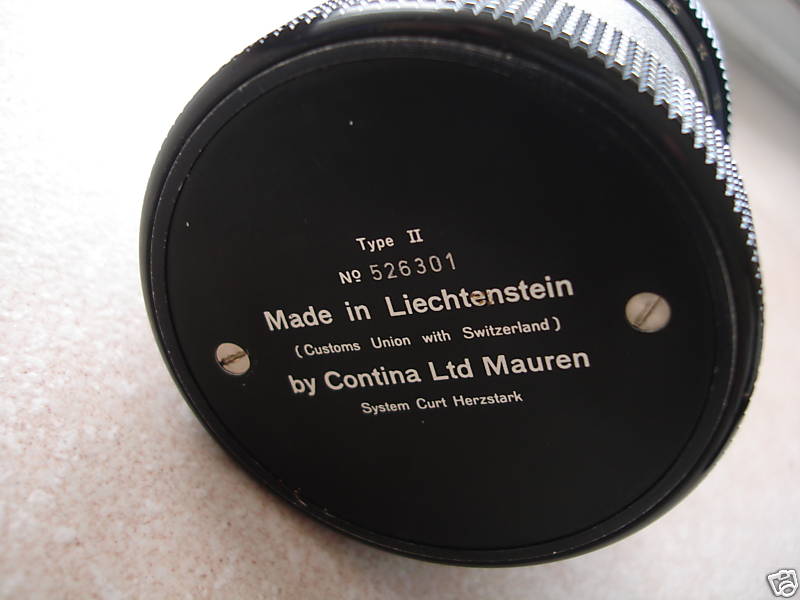 Type II
№ 526301
Made in Liechtenstein
(Customs Union with Switzerland)
by Contina Ltd Mauren
System Curt Herzstark